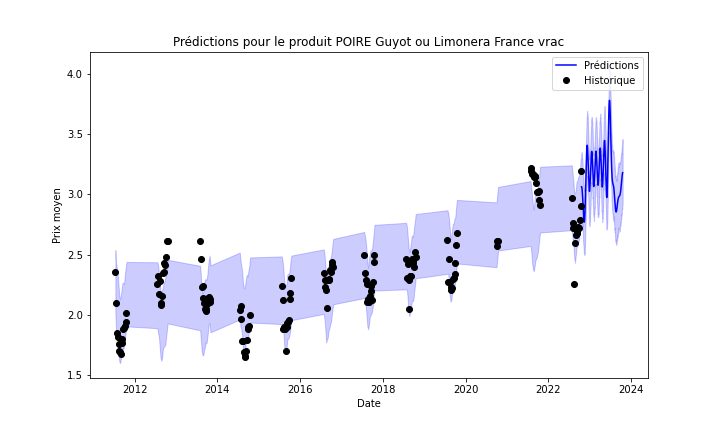 Prédictions pour le produit POIRE Guyot ou Limonera France vrac
Prédictions
Historique
4.0
3.5
3.0
2.5
2.0
1.5
Prix moyen
2012
2014
2016
2018
2020
2022
2024
Date